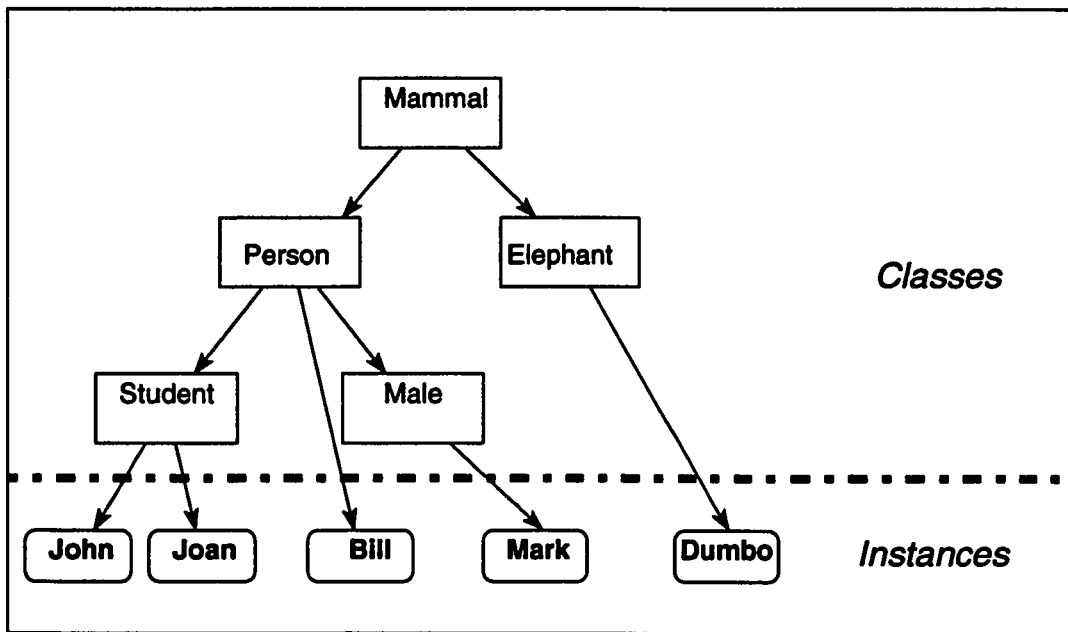 Mammal
Person
Elephant
Classes
Student
Male
John
Joan
Bill
Mark
Dumbo
Instances